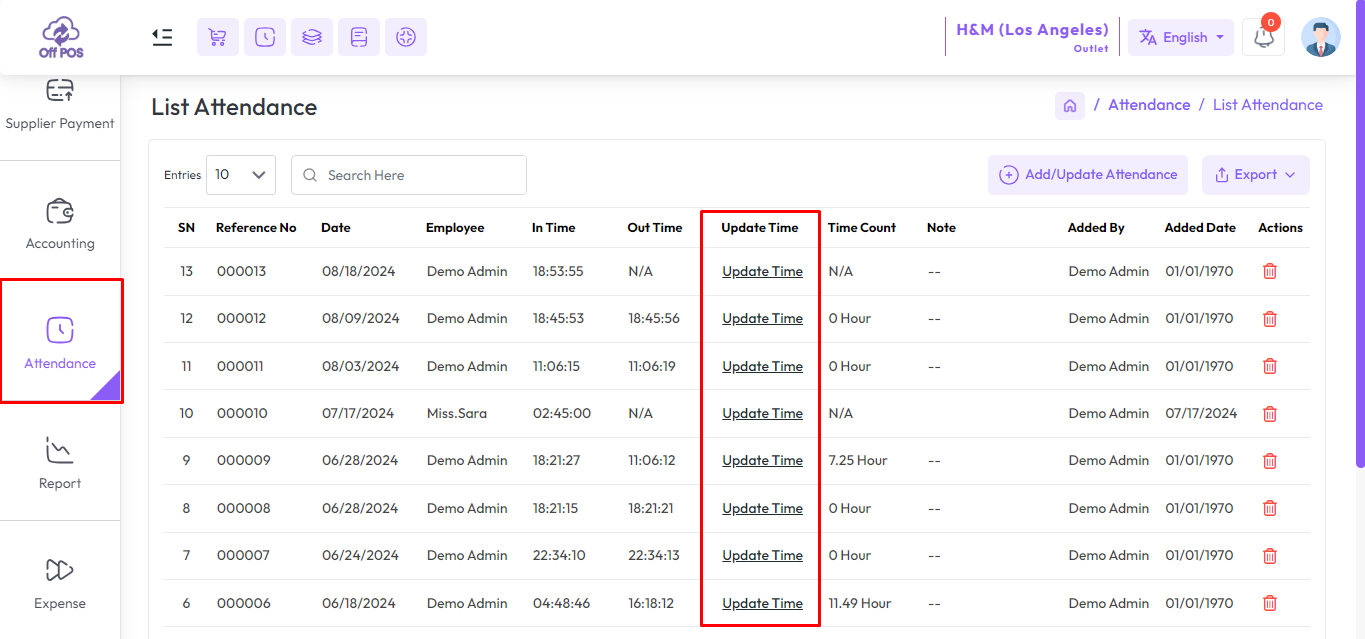 Off POS
H&M (Los Angeles)
Outlet
English
0
Supplier Payment
Accounting
Attendance
Report
Expense
List Attendance
/ Attendance / List Attendance
Entries 10 Search Here Add/Update Attendance Export
SN Reference No Date Employee In Time Out Time Update Time Time Count Note Added By Added Date Actions
13 000013 08/18/2024 Demo Admin 18:53:55 N/A Update Time N/A -- Demo Admin 01/01/1970
12 000012 08/09/2024 Demo Admin 18:45:53 18:45:56 Update Time 0 Hour -- Demo Admin 01/01/1970
11 000011 08/03/2024 Demo Admin 11:06:15 11:06:19 Update Time 0 Hour -- Demo Admin 01/01/1970
10 000010 07/17/2024 Miss.Sara 02:45:00 N/A Update Time N/A Demo Admin 07/17/2024
9 000009 06/28/2024 Demo Admin 18:21:27 11:06:12 Update Time 7.25 Hour -- Demo Admin 01/01/1970
8 000008 06/28/2024 Demo Admin 18:21:15 18:21:21 Update Time 0 Hour -- Demo Admin 01/01/1970
7 000007 06/24/2024 Demo Admin 22:34:10 22:34:13 Update Time 0 Hour -- Demo Admin 01/01/1970
6 000006 06/18/2024 Demo Admin 04:48:46 16:18:12 Update Time 11.49 Hour -- Demo Admin 01/01/1970